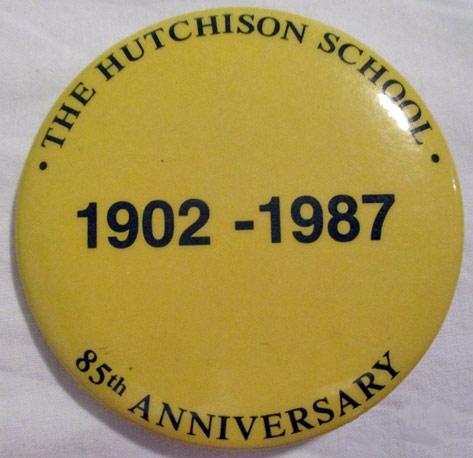 • THE HUTCHISON SCHOOL •
1902 -1987
85th ANNIVERSARY